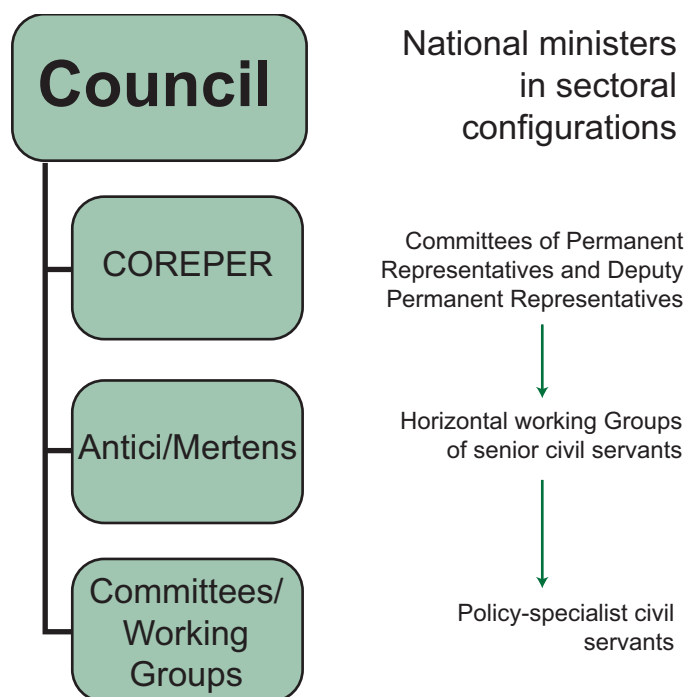 Council
National ministers
in sectoral
configurations
COREPER
Committees of Permanent
Representatives and Deputy
Permanent Representatives
Antici/Mertens
Horizontal working Groups
of senior civil servants
Committees/
Working
Groups
Policy-specialist civil
servants